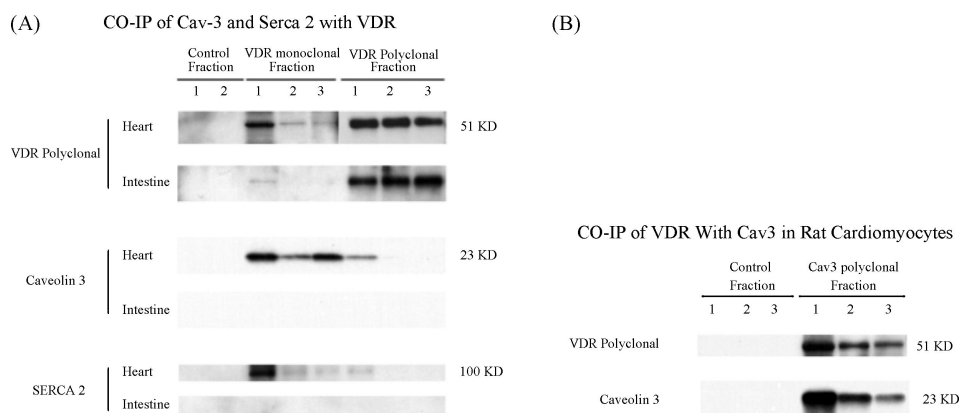 (A)
CO-IP of Cav-3 and Serca 2 with VDR
Control Fraction
VDR monoclonal Fraction
VDR Polyclonal Fraction
1 2 1 2 3 1 2 3
VDR Polyclonal
Heart
51 KD
Intestine
Caveolin 3
Heart
23 KD
Intestine
SERCA 2
Heart
100 KD
Intestine
(B)
CO-IP of VDR With Cav3 in Rat Cardiomyocytes
Control Fraction
Cav3 polyclonal Fraction
1 2 3 1 2 3
VDR Polyclonal
51 KD
Caveolin 3
23 KD